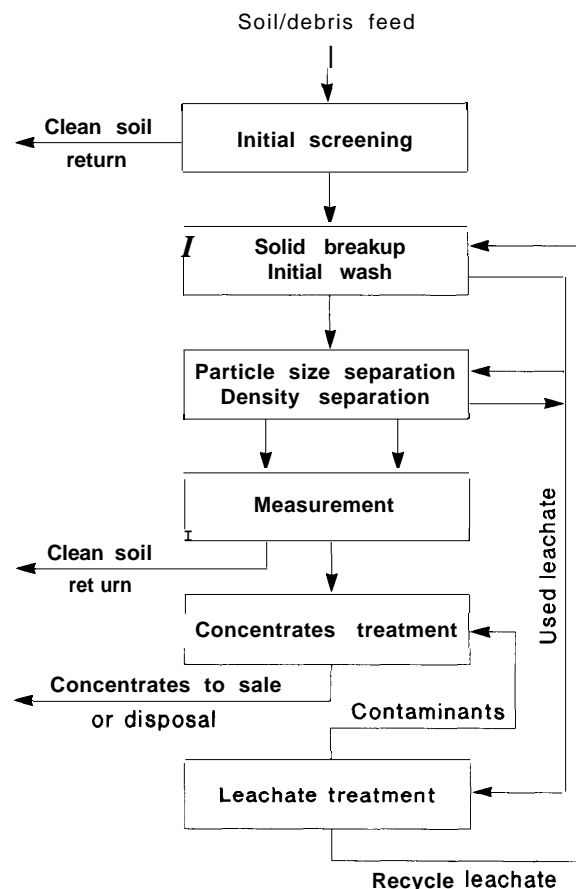 Soil/debris feed
Initial screening
Clean soil
return
Solid breakup
Initial wash
Particle size separation
Density separation
Measurement
Clean soil
ret urn
Used leachate
Concentrates treatment
Concentrates to sale
or disposal
Contaminants
Leachate treatment
Recycle leachate